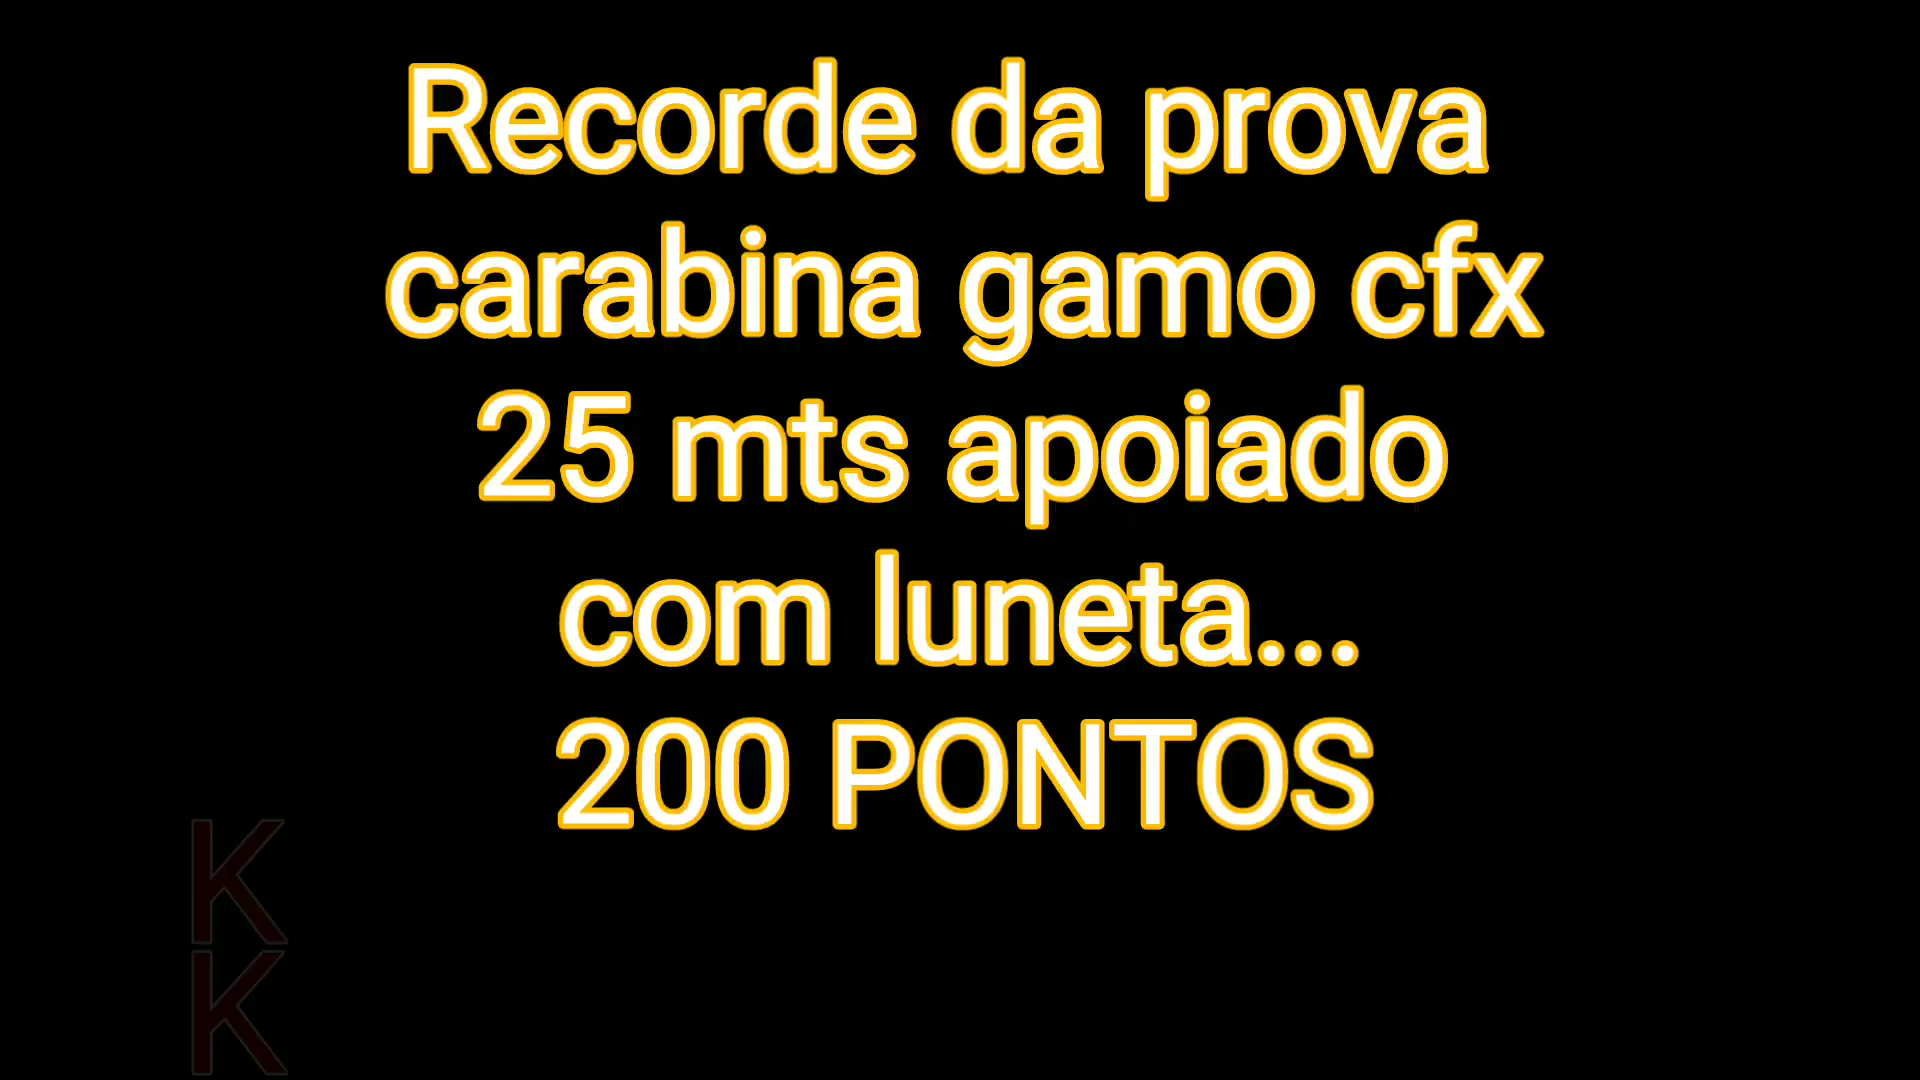 Recorde da prova
carabina gamo cfx
25 mts apoiado
com luneta...
200 PONTOS
K
K